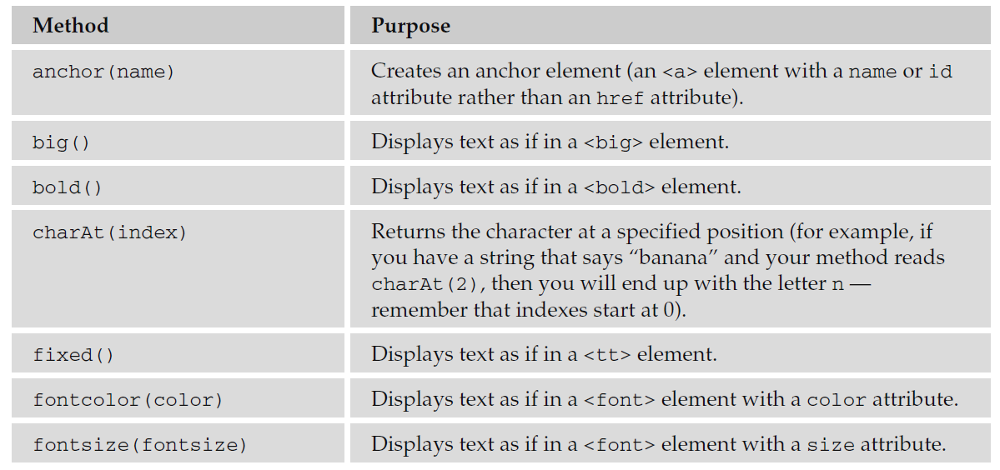 Method Purpose
anchor(name) Creates an anchor element (an <a> element with a name or id
attribute rather than an href attribute).
big() Displays text as if in a <big> element.
bold() Displays text as if in a <bold> element.
charAt(index) Returns the character at a specified position (for example, if
you have a string that says “banana” and your method reads
charAt(2), then you will end up with the letter n —
remember that indexes start at 0).
fixed() Displays text as if in a <tt> element.
fontcolor(color) Displays text as if in a <font> element with a color attribute.
fontsize(fontsize) Displays text as if in a <font> element with a size attribute.